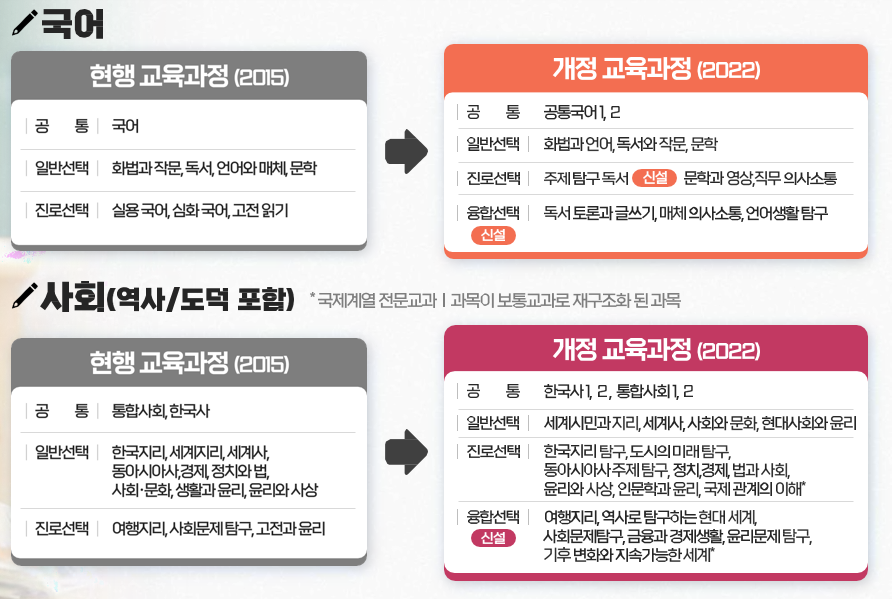 국어
현행 교육과정 (2015)
공 통 국어
일반선택 화법과 작문, 독서, 언어와 매체, 문학
진로선택 실용 국어, 심화 국어, 고전 읽기
개정 교육과정 (2022)
공 통 공통국어 1, 2
일반선택 화법과 언어, 독서와 작문, 문학
진로선택 주제 탐구 독서 신설 문학과 영상,직무 의사소통
융합선택 독서 토론과 글쓰기, 매체 의사소통, 언어생활 탐구
신설
사회(역사/도덕 포함) * 국제계열 전문교과 I 과목이 보통교과로 재구조화 된 과목
현행 교육과정 (2015)
공 통 통합사회, 한국사
일반선택 한국지리, 세계지리, 세계사,
동아시아사,경제, 정치와 법,
사회·문화, 생활과 윤리, 윤리와 사상
진로선택 여행지리, 사회문제 탐구, 고전과 윤리
개정 교육과정 (2022)
공 통 한국사 1, 2, 통합사회 1, 2
일반선택 세계시민과 지리, 세계사, 사회와 문화, 현대사회와 윤리
진로선택 한국지리 탐구, 도시의 미래 탐구,
동아시아사 주제 탐구, 정치,경제, 법과 사회,
윤리와 사상, 인문학과 윤리, 국제 관계의 이해*
융합선택 여행지리, 역사로 탐구하는 현대 세계,
신설 사회문제탐구, 금융과 경제생활, 윤리문제 탐구,
기후 변화와 지속가능한 세계*